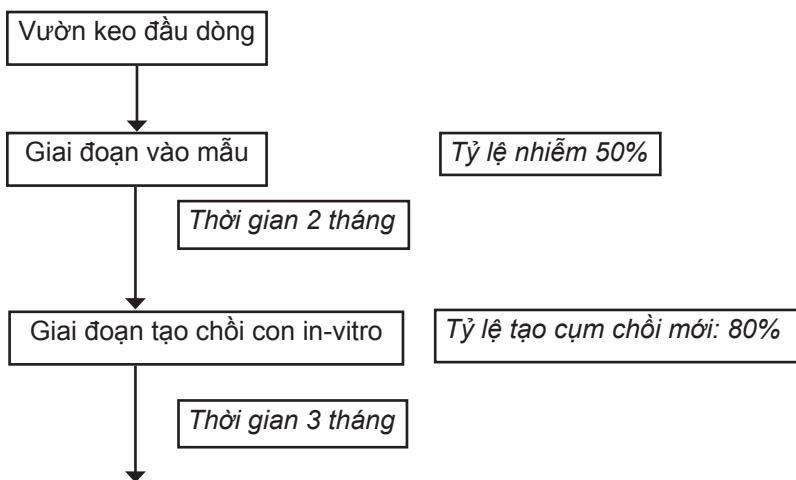 Vườn keo đầu dòng
Giai đoạn vào mẫu
Tỷ lệ nhiễm 50%
Thời gian 2 tháng
Giai đoạn tạo chồi con in-vitro
Tỷ lệ tạo cụm chồi mới: 80%
Thời gian 3 tháng